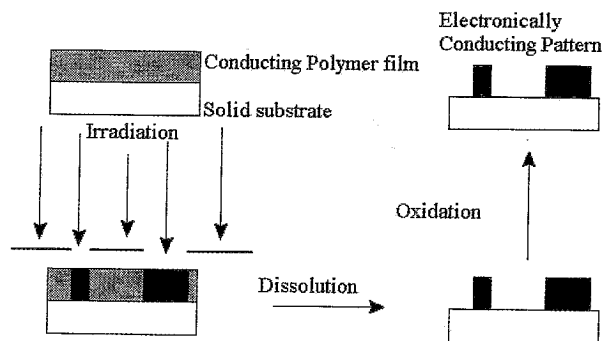 Electronically
Conducting Pattern
Conducting Polymer film
Solid substrate
Irradiation
Oxidation
Dissolution